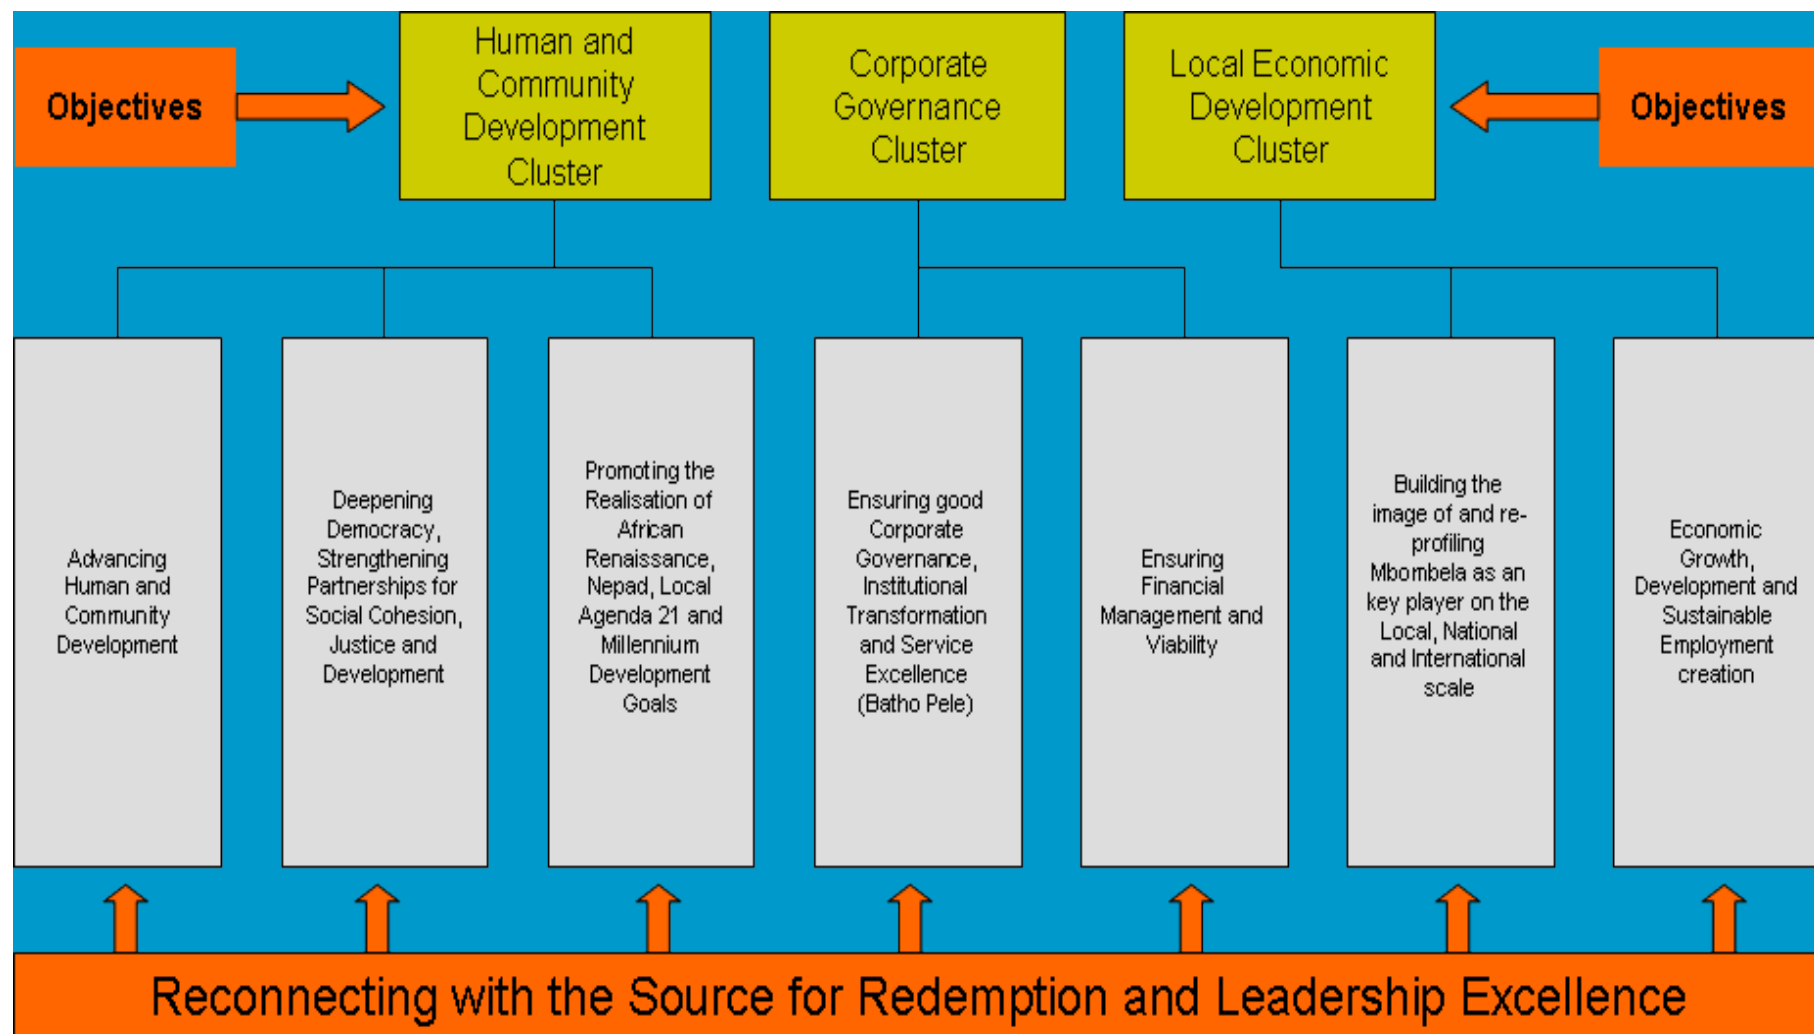 Objectives
Human and
Community
Development
Cluster
Corporate
Governance
Cluster
Local Economic
Development
Cluster
Objectives
Advancing
Human and
Community
Development
Deepening
Democracy,
Strengthening
Partnerships for
Social Cohesion,
Justice and
Development
Promoting the
Realisation of
African
Renaissance,
Nepad, Local
Agenda 21 and
Millennium
Development
Goals
Ensuring good
Corporate
Governance,
Institutional
Transformation
and Service
Excellence
(Batho Pele)
Ensuring
Financial
Management and
Viability
Building the
image of and re-
profiling
Mbombela as an
key player on the
Local, National
and International
scale
Economic
Growth,
Development and
Sustainable
Employment
creation
Reconnecting with the Source for Redemption and Leadership Excellence